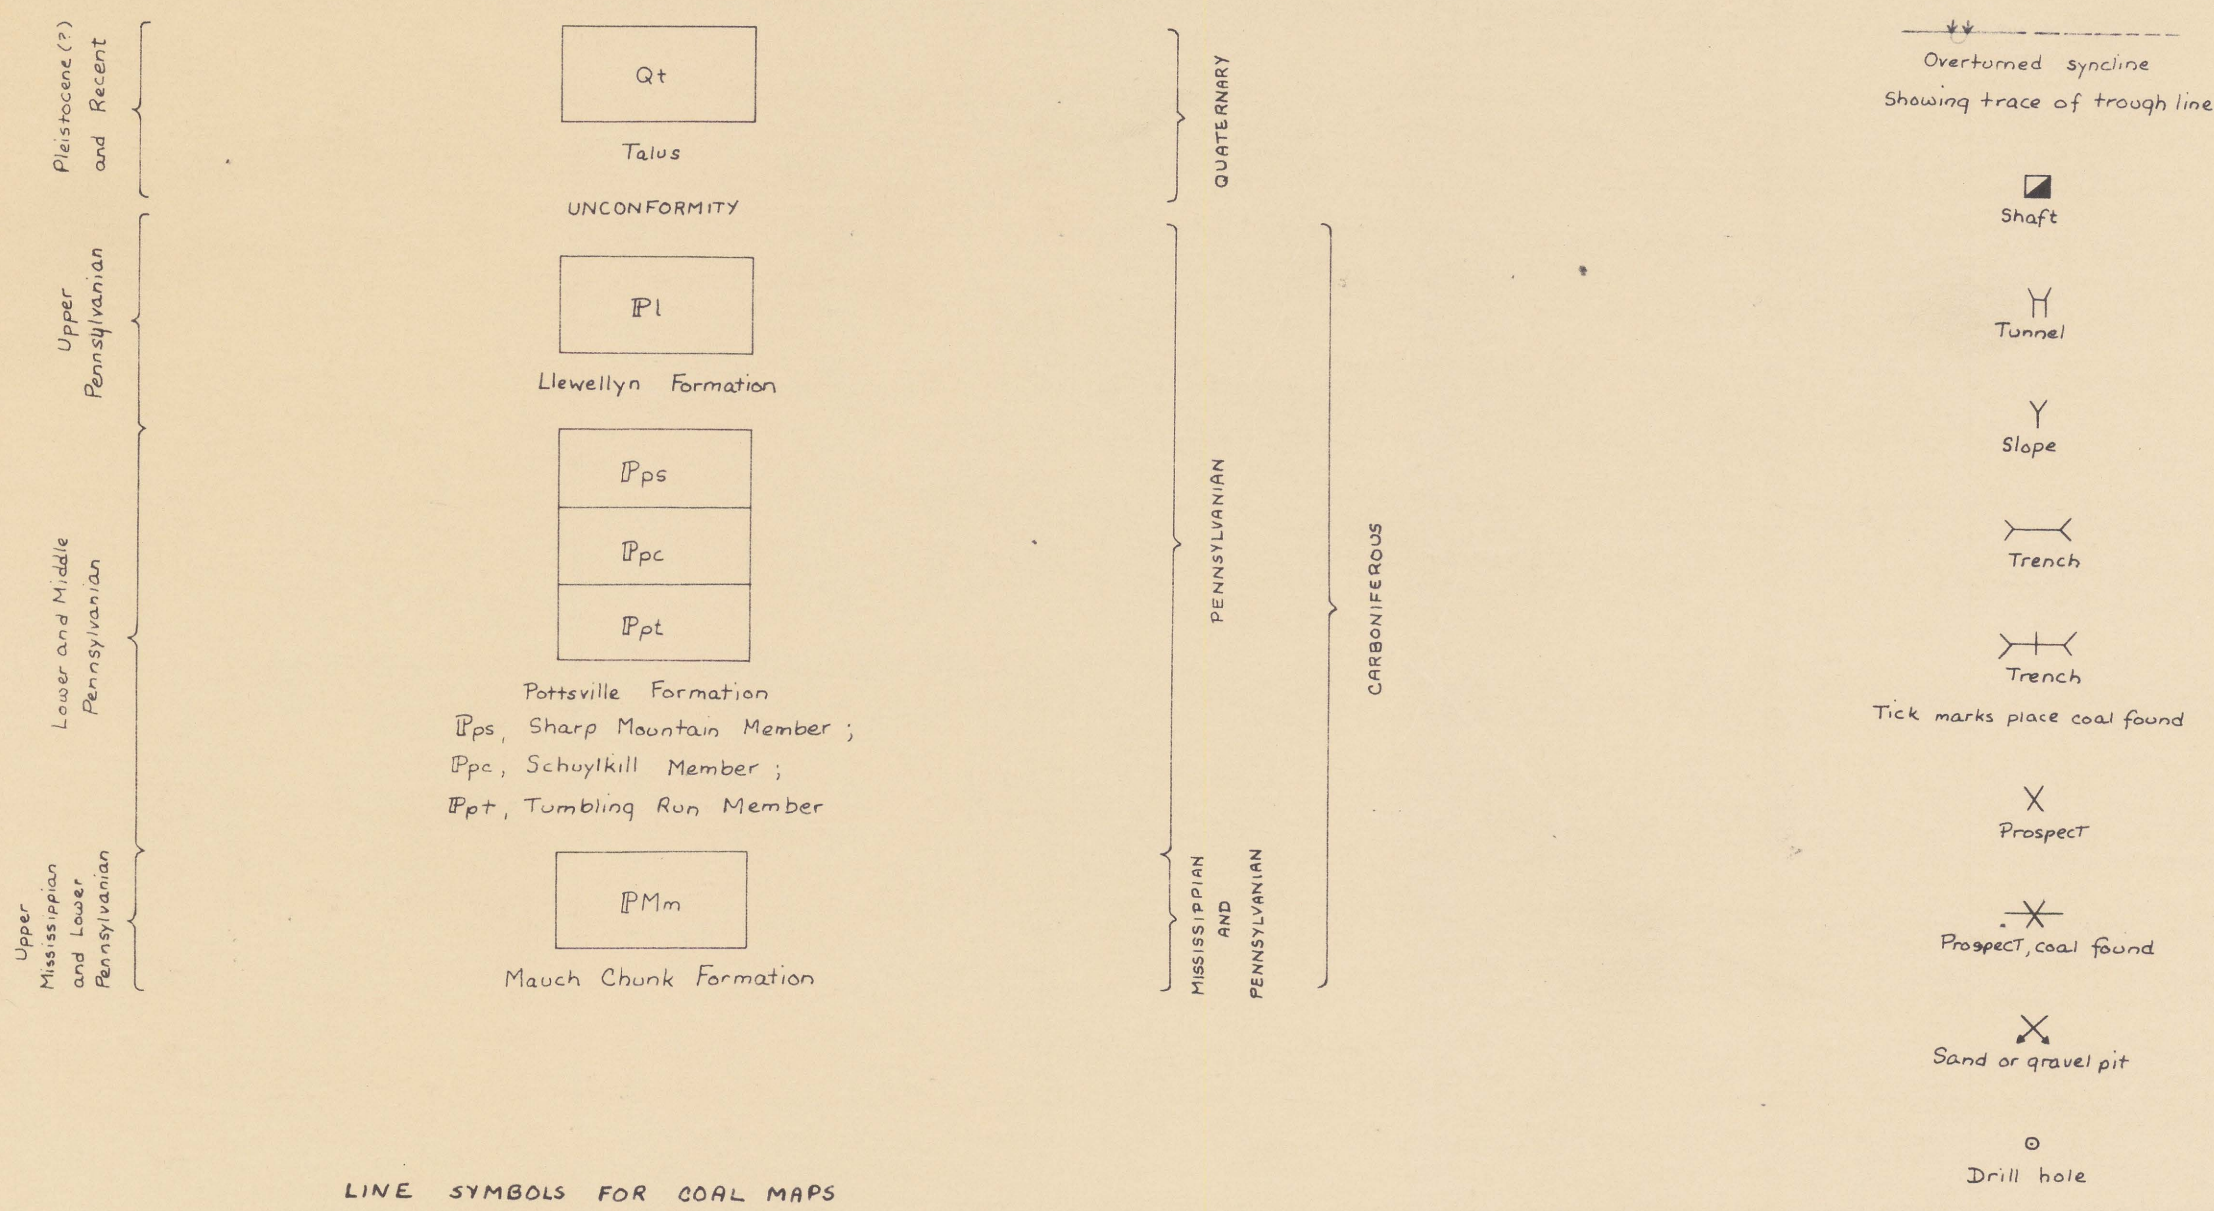 Pleistocene (?)
and Recent
Qt
Talus
UNCONFORMITY
QUATERNARY
Upper
Pennsylvanian
ℙl
Llewellyn Formation
Lower and Middle
Pennsylvanian
ℙps
ℙpc
ℙpt
Pottsville Formation
ℙps, Sharp Mountain Member ;
ℙpc, Schuylkill Member ;
ℙpt, Tumbling Run Member
PENNSYLVANIAN
CARBONIFEROUS
Upper
Mississippian
and Lower
Pennsylvanian
ℙMm
Mauch Chunk Formation
MISSISSIPPIAN
AND
PENNSYLVANIAN
LINE SYMBOLS FOR COAL MAPS
Overturned syncline
Showing trace of trough line
Shaft
Tunnel
Slope
Trench
Trench
Tick marks place coal found
Prospect
Prospect, coal found
Sand or gravel pit
Drill hole